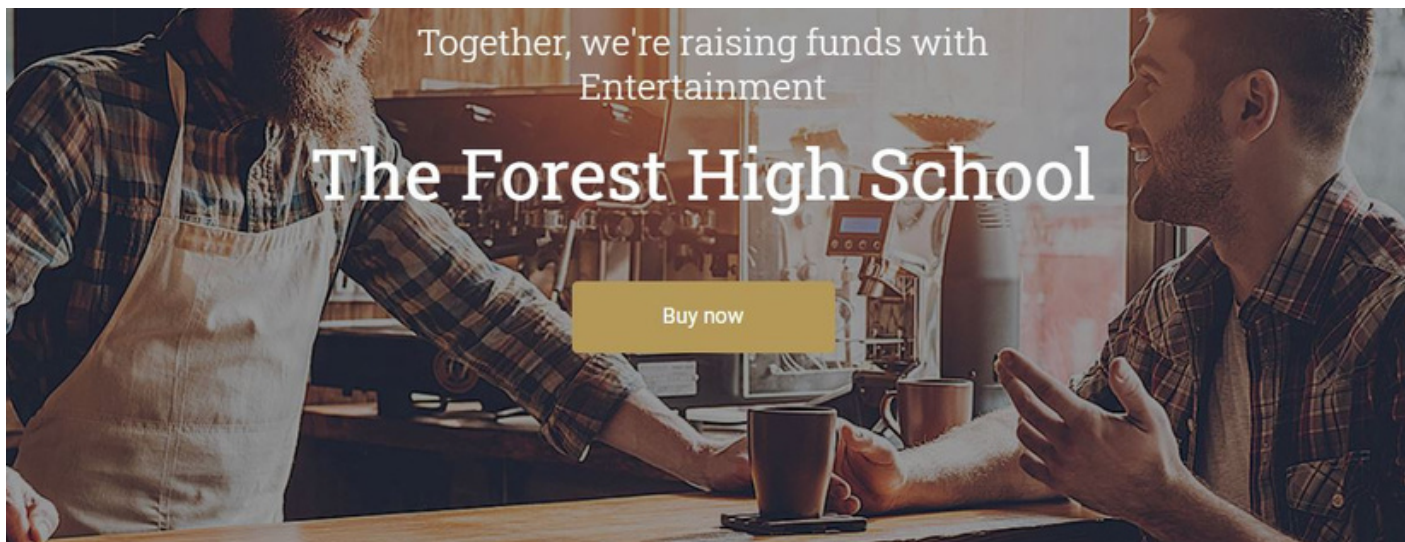 Together, we're raising funds with
Entertainment
The Forest High School
Buy now